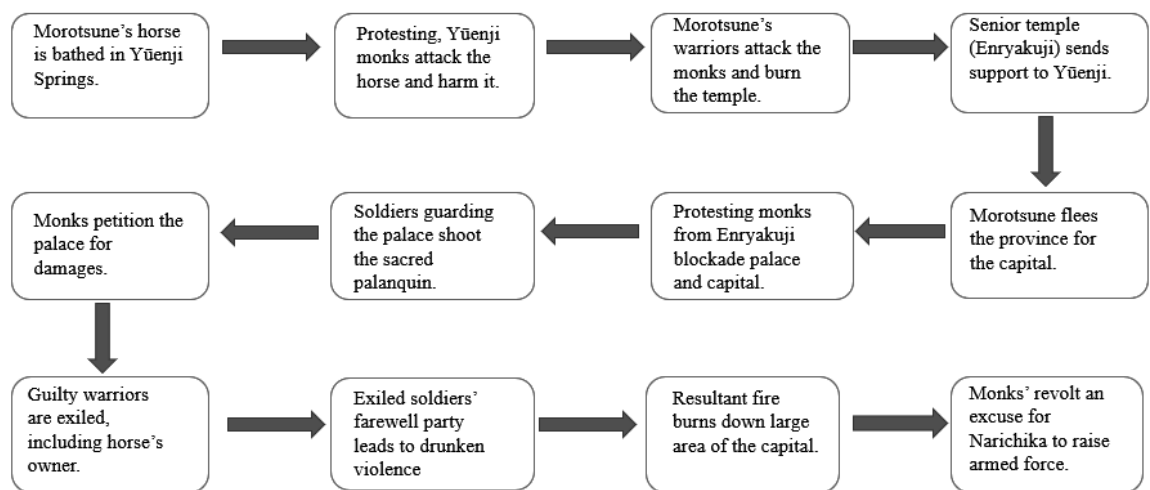 Morotsune’s horse
is bathed in Yūenji
Springs.
Protesting, Yūenji
monks attack the
horse and harm it.
Morotsune’s
warriors attack the
monks and burn
the temple.
Senior temple
(Enryakuji) sends
support to Yūenji.
Morotsune flees
the province for
the capital.
Protesting monks
from Enryakuji
blockade palace
and capital.
Soldiers guarding
the palace shoot
the sacred
palanquin.
Monks petition the
palace for
damages.
Guilty warriors
are exiled,
including horse’s
owner.
Exiled soldiers’
farewell party
leads to drunken
violence
Resultant fire
burns down large
area of the capital.
Monks’ revolt an
excuse for
Narichika to raise
armed force.